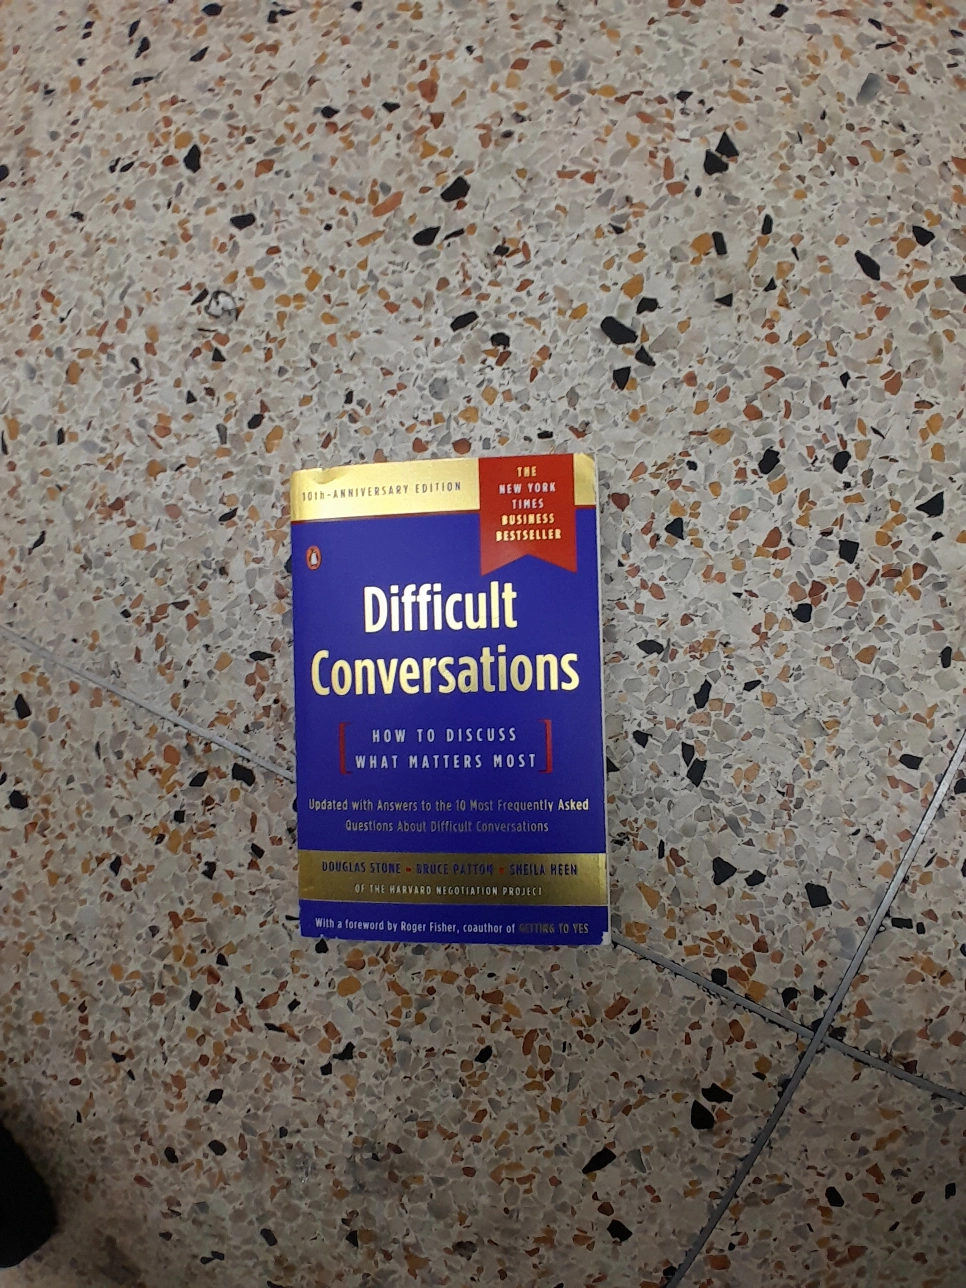 10th-ANNIVERSARY EDITION
THE
NEW YORK
TIMES
BUSINESS
BESTSELLER
Difficult
Conversations
[HOW TO DISCUSS
WHAT MATTERS MOST]
Updated with Answers to the 10 Most Frequently Asked
Questions About Difficult Conversations
DOUGLAS STONE • BRUCE PATTON • SHEILA HEEN
OF THE HARVARD NEGOTIATION PROJECT
With a foreword by Roger Fisher, coauthor of GETTING TO YES